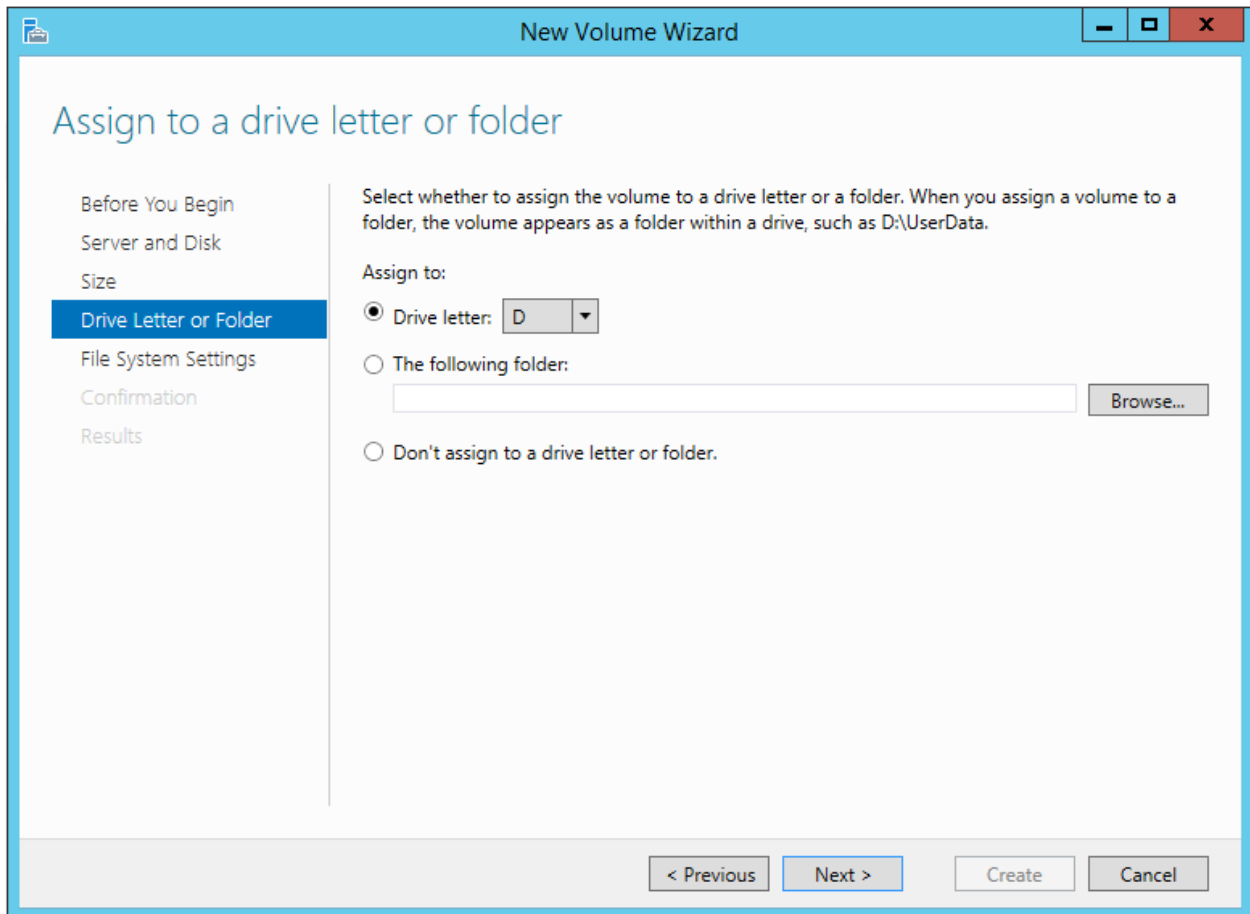 New Volume Wizard
Assign to a drive letter or folder
Before You Begin
Server and Disk
Size
Drive Letter or Folder
File System Settings
Confirmation
Results
Select whether to assign the volume to a drive letter or a folder. When you assign a volume to a
folder, the volume appears as a folder within a drive, such as D:\UserData.
Assign to:
Drive letter: D
The following folder:
Browse...
Don't assign to a drive letter or folder.
< Previous Next > Create Cancel